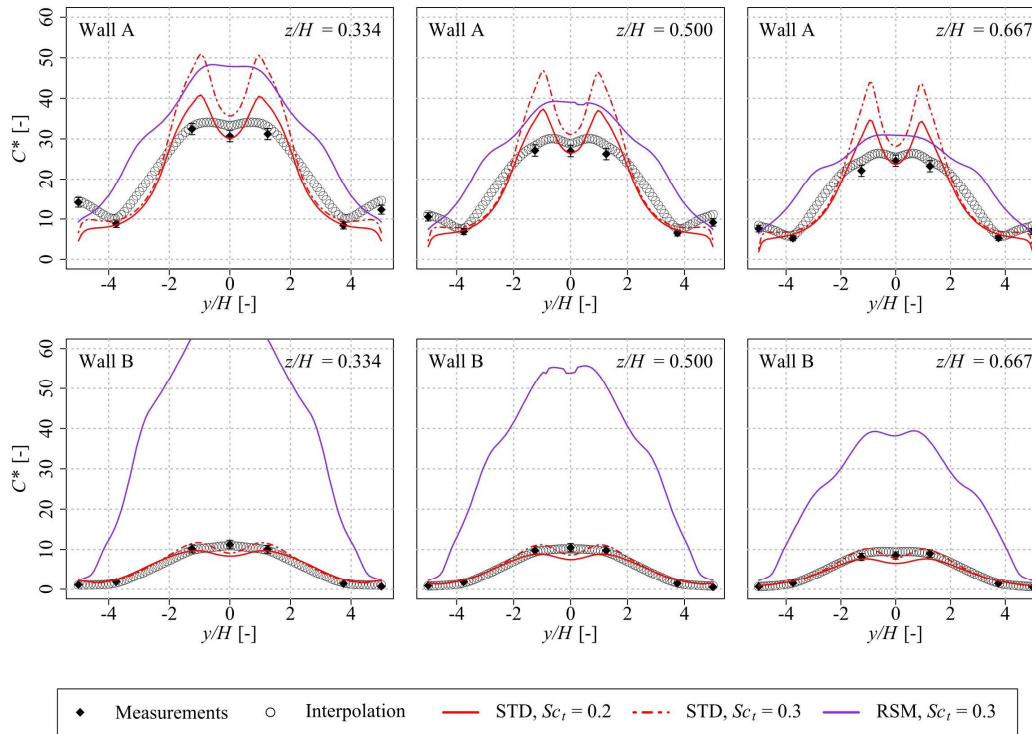 Wall A z/H = 0.334
Wall A z/H = 0.500
Wall A z/H = 0.667
C* [-]
60
50
40
30
20
10
0
-4 -2 0 2 4
-4 -2 0 2 4
-4 -2 0 2 4
y/H [-]
y/H [-]
y/H [-]
Wall B z/H = 0.334
Wall B z/H = 0.500
Wall B z/H = 0.667
C* [-]
60
50
40
30
20
10
0
-4 -2 0 2 4
-4 -2 0 2 4
-4 -2 0 2 4
y/H [-]
y/H [-]
y/H [-]
Measurements Interpolation STD, Sct = 0.2 STD, Sct = 0.3 RSM, Sct = 0.3